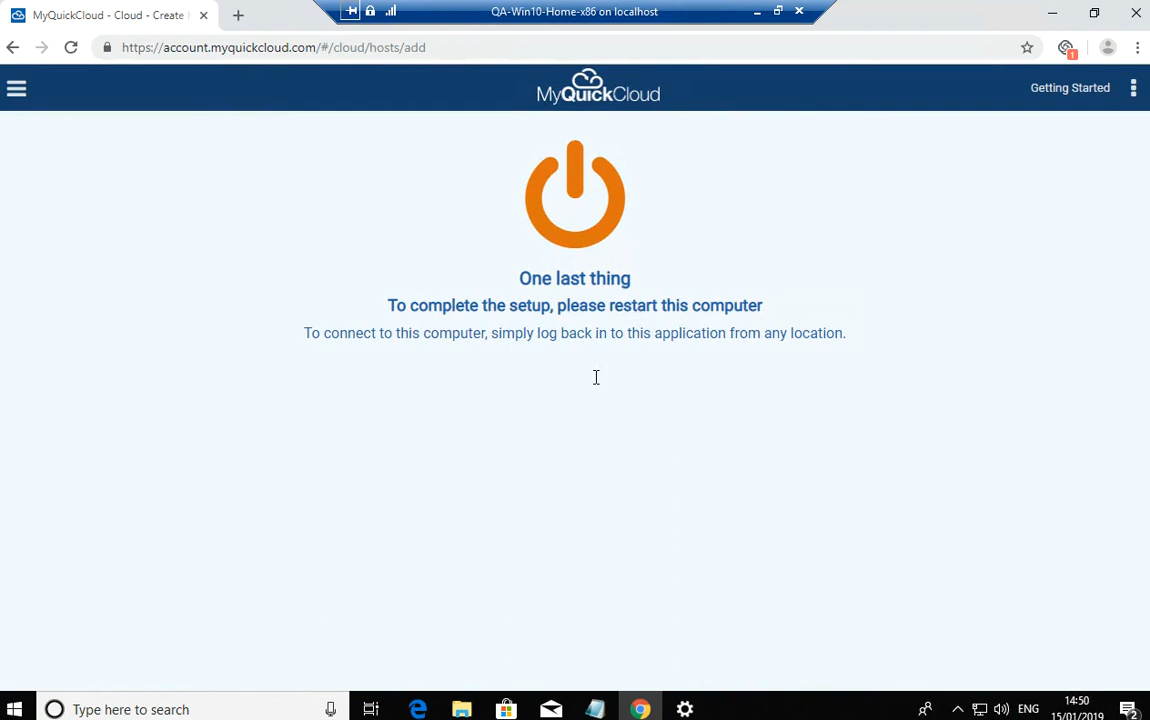 MyQuickCloud - Cloud - Create
QA-Win10-Home-x86 on localhost
https://account.myquickcloud.com/#/cloud/hosts/add
1
MyQuickCloud
Getting Started
One last thing
To complete the setup, please restart this computer
To connect to this computer, simply log back in to this application from any location.
Type here to search
ENG
14:50
15/01/2019
2